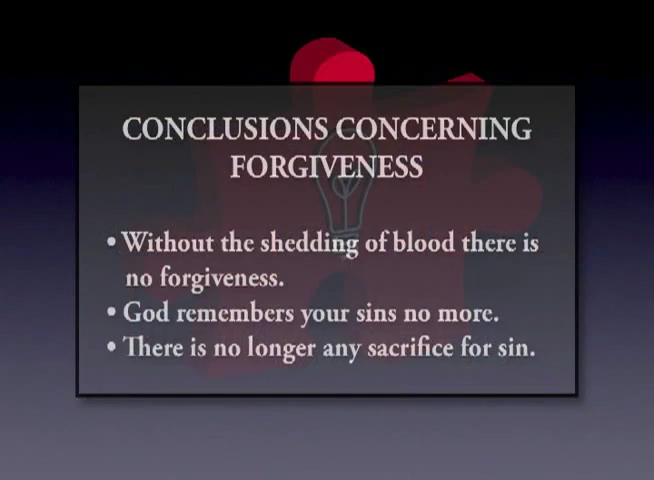 CONCLUSIONS CONCERNING
FORGIVENESS
• Without the shedding of blood there is
no forgiveness.
• God remembers your sins no more.
• There is no longer any sacrifice for sin.